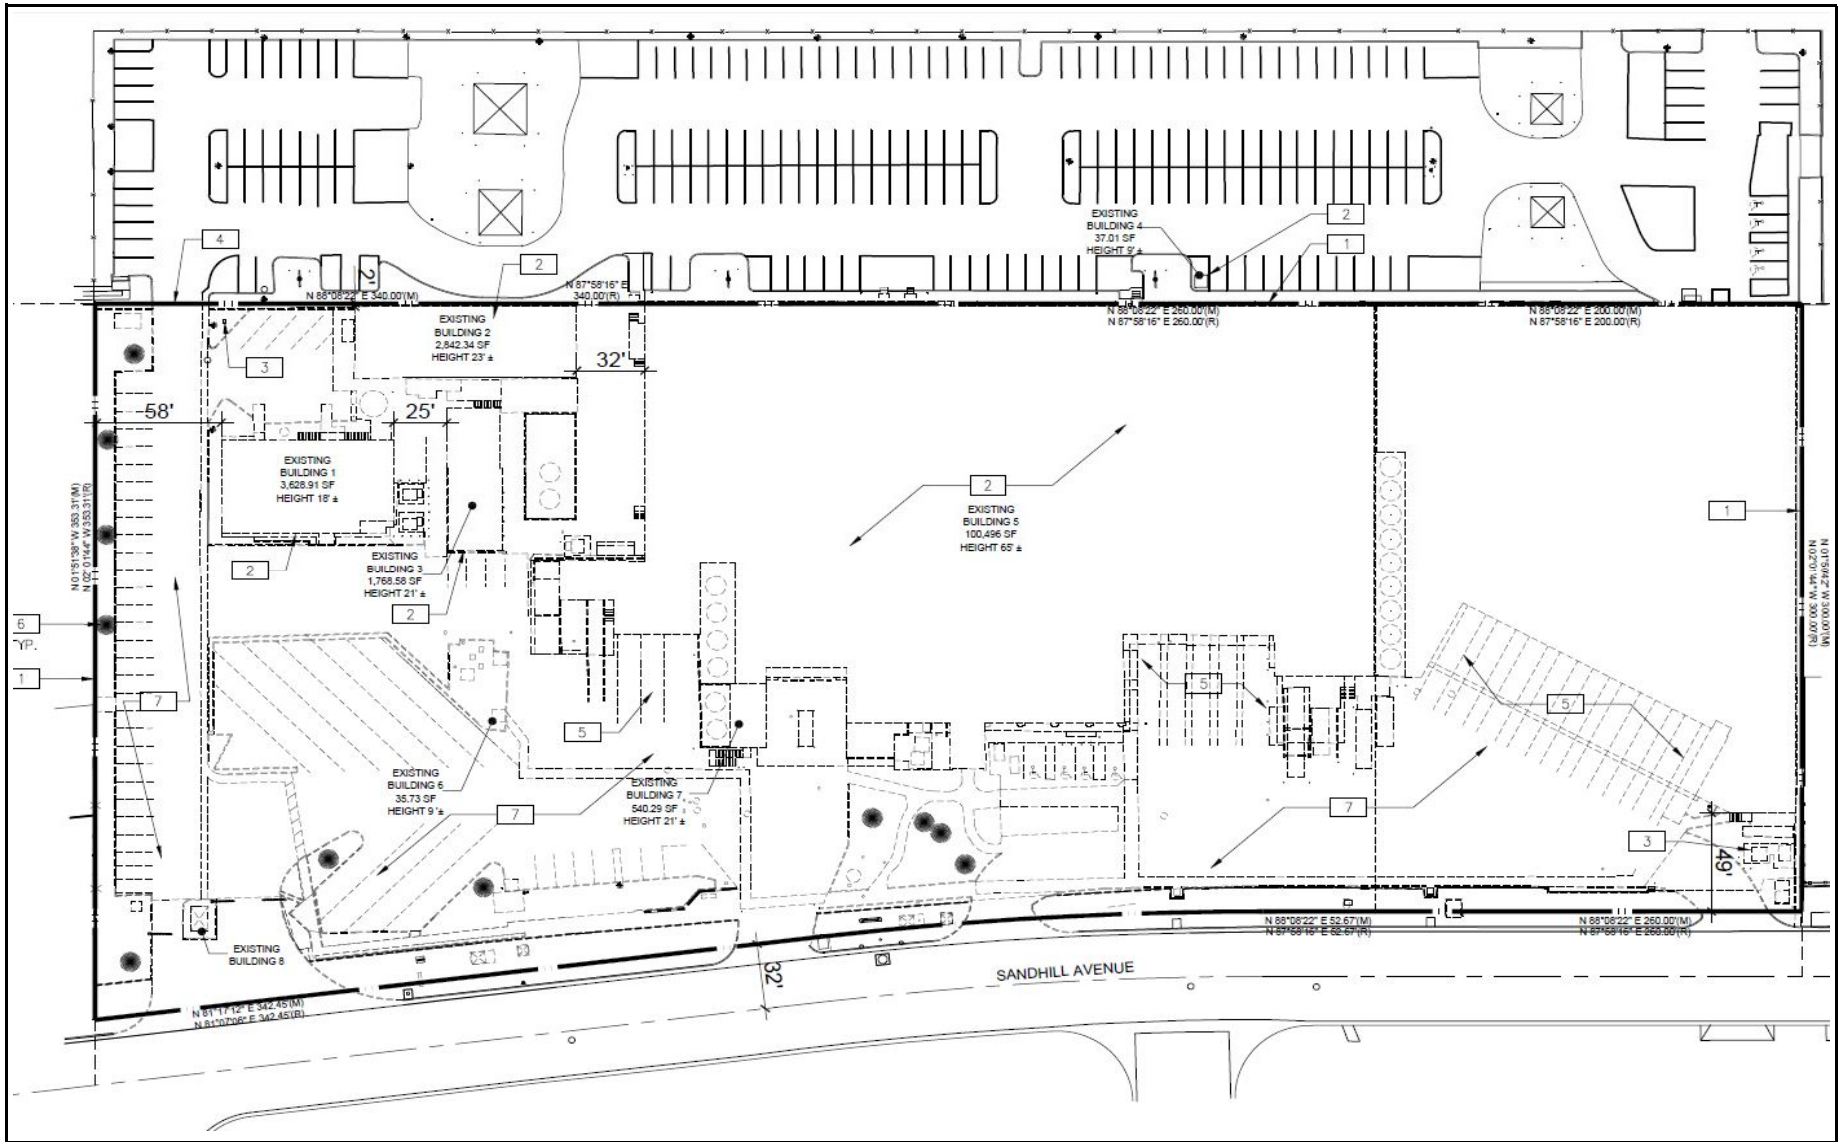 EXISTING
BUILDING 4
37.01 SF
HEIGHT 9' ±
2
1
4
2
2'
N 88°08'22" E 340.00'(M)
N 87°58'16" E
340.00'(R)
N 88°08'22" E 260.00'(M)
N 87°58'16" E 260.00'(R)
N 88°08'22" E 200.00'(M)
N 87°58'16" E 200.00'(R)
EXISTING
BUILDING 2
2,842.34 SF
HEIGHT 23' ±
3
32'
58'
25'
EXISTING
BUILDING 1
3,628.91 SF
HEIGHT 18' ±
2
EXISTING
BUILDING 5
100,496 SF
HEIGHT 65' ±
1
N 01°51'38" W 353.31'(M)
N 02°01'44" W 353.31'(R)
2
EXISTING
BUILDING 3
1,768.58 SF
HEIGHT 21' ±
2
N 01°50'42" W 300.00'(M)
N 02°01'44" W 300.00'(R)
6
YP.
1
7
5
5
5
EXISTING
BUILDING 6
35.73 SF
HEIGHT 9' ±
7
EXISTING
BUILDING 7
540.29 SF
HEIGHT 21' ±
7
3
49'
EXISTING
BUILDING 8
N 88°08'22" E 52.67'(M)
N 87°58'16" E 52.67'(R)
N 88°08'22" E 260.00'(M)
N 87°58'16" E 260.00'(R)
32'
SANDHILL AVENUE
N 81°17'12" E 342.45'(M)
N 81°07'06" E 342.45'(R)